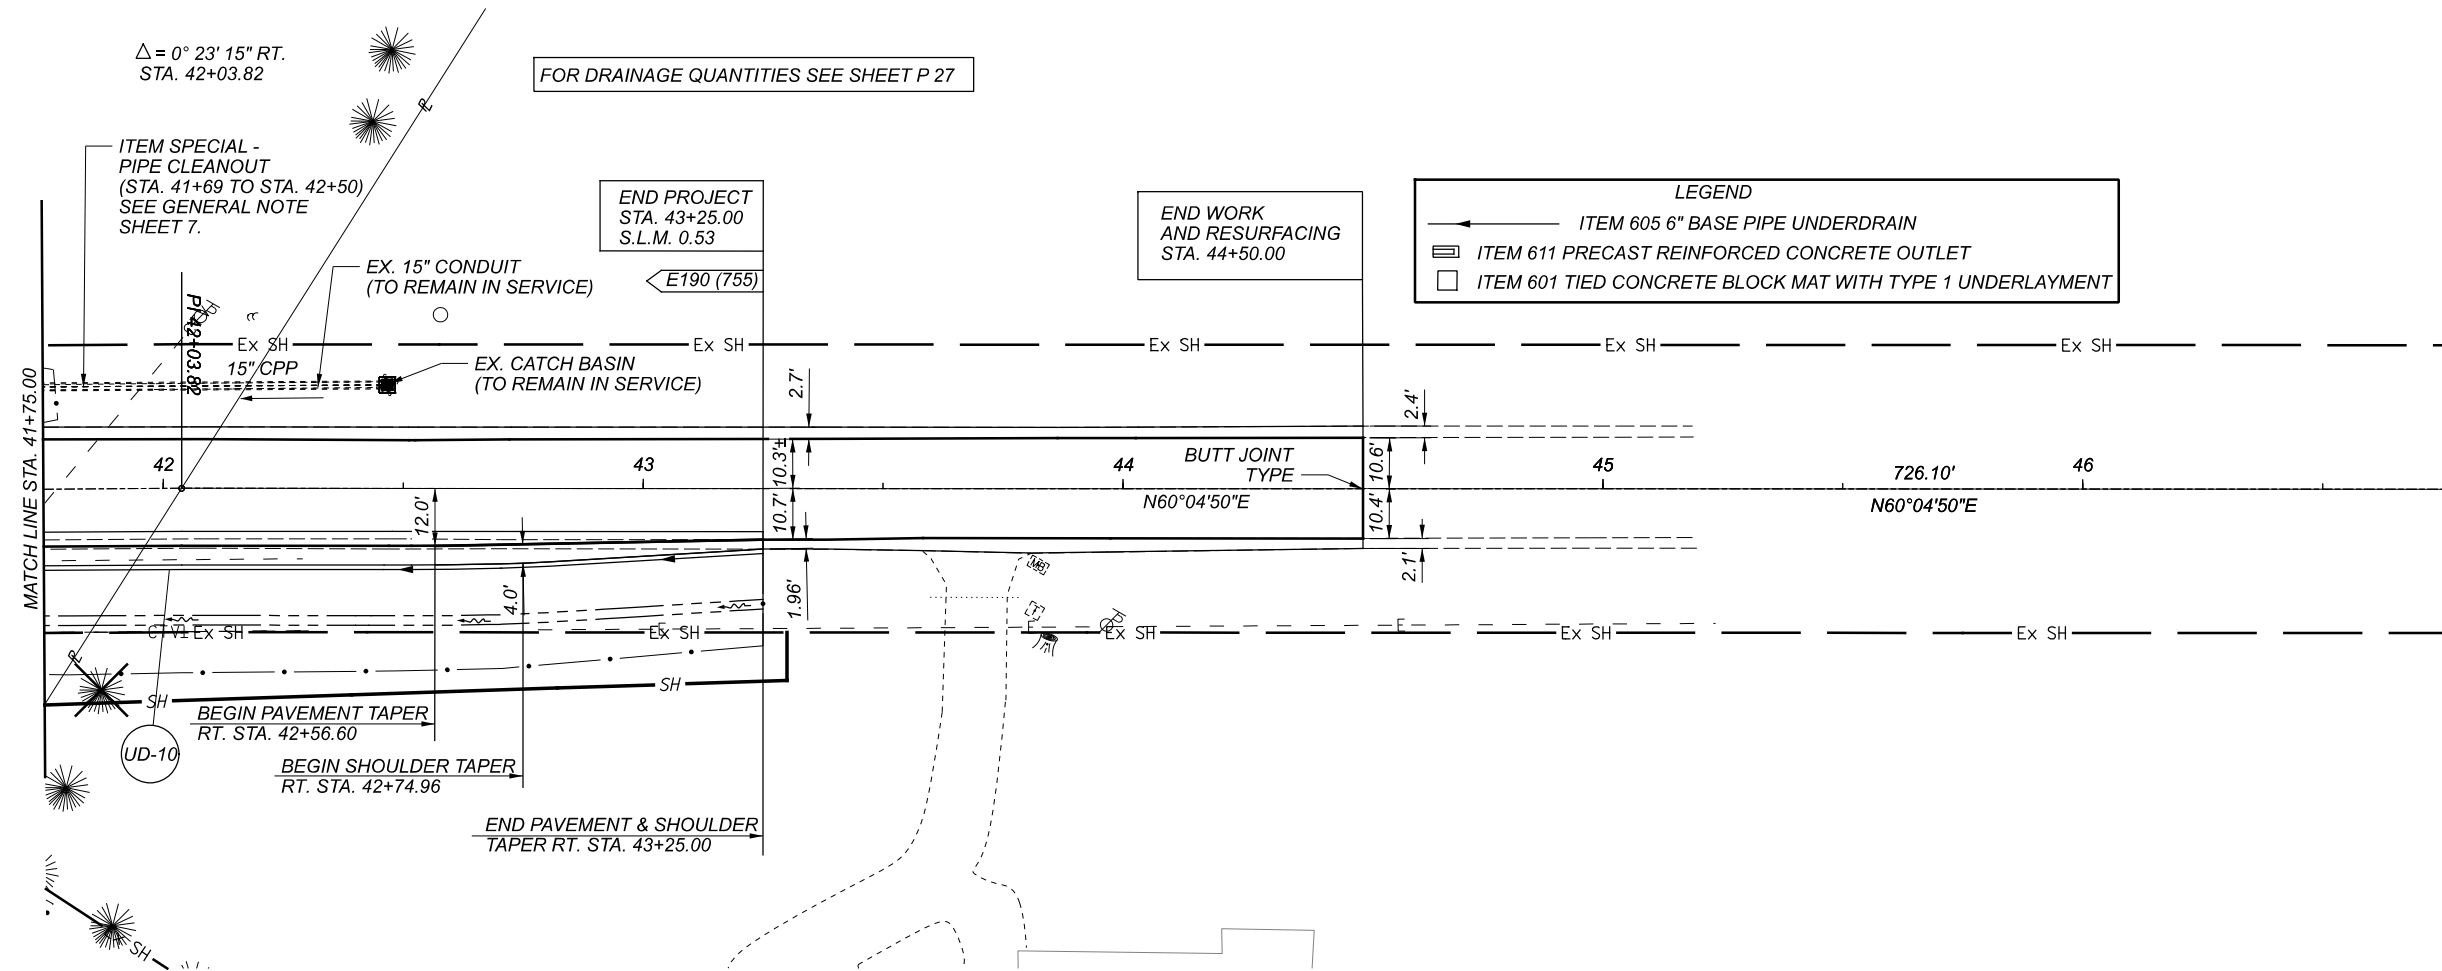 △ = 0° 23' 15" RT.
STA. 42+03.82
FOR DRAINAGE QUANTITIES SEE SHEET P 27
ITEM SPECIAL -
PIPE CLEANOUT
(STA. 41+69 TO STA. 42+50)
SEE GENERAL NOTE
SHEET 7.
END PROJECT
STA. 43+25.00
S.L.M. 0.53
END WORK
AND RESURFACING
STA. 44+50.00
LEGEND
ITEM 605 6" BASE PIPE UNDERDRAIN
ITEM 611 PRECAST REINFORCED CONCRETE OUTLET
ITEM 601 TIED CONCRETE BLOCK MAT WITH TYPE 1 UNDERLAYMENT
EX. 15" CONDUIT
(TO REMAIN IN SERVICE)
E190 (755)
PI 42+03.82
Ex SH
Ex SH
Ex SH
Ex SH
Ex SH
15" CPP
EX. CATCH BASIN
(TO REMAIN IN SERVICE)
MATCH LINE STA. 41+75.00
2.7'
2.4'
42
43
10.3'±
44
BUTT JOINT
TYPE
10.6'
45
726.10'
46
12.0'
10.7'
N60°04'50"E
10.4'
N60°04'50"E
4.0'
1.96'
2.1'
MB
T
CTV
Ex SH
E
Ex SH
E
Ex SH
E
Ex SH
Ex SH
SH
SH
BEGIN PAVEMENT TAPER
RT. STA. 42+56.60
UD-10
BEGIN SHOULDER TAPER
RT. STA. 42+74.96
END PAVEMENT & SHOULDER
TAPER RT. STA. 43+25.00
SH